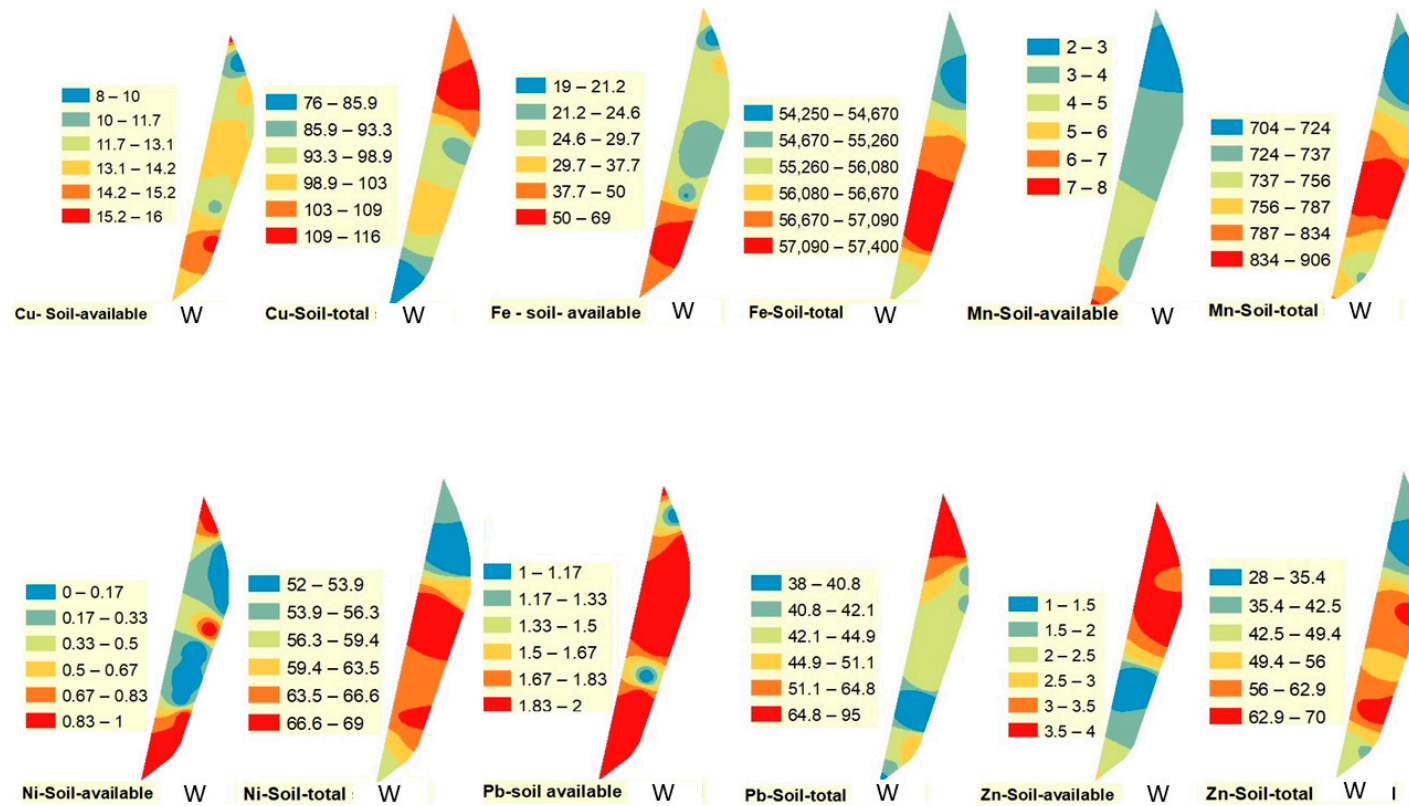 8 – 10
10 – 11.7
11.7 – 13.1
13.1 – 14.2
14.2 – 15.2
15.2 – 16
Cu- Soil-available W
76 – 85.9
85.9 – 93.3
93.3 – 98.9
98.9 – 103
103 – 109
109 – 116
Cu-Soil-total W
19 – 21.2
21.2 – 24.6
24.6 – 29.7
29.7 – 37.7
37.7 – 50
50 – 69
Fe - soil- available W
54,250 – 54,670
54,670 – 55,260
55,260 – 56,080
56,080 – 56,670
56,670 – 57,090
57,090 – 57,400
Fe-Soil-total W
2 – 3
3 – 4
4 – 5
5 – 6
6 – 7
7 – 8
Mn-Soil-available W
704 – 724
724 – 737
737 – 756
756 – 787
787 – 834
834 – 906
Mn-Soil-total W
0 – 0.17
0.17 – 0.33
0.33 – 0.5
0.5 – 0.67
0.67 – 0.83
0.83 – 1
Ni-Soil-available W
52 – 53.9
53.9 – 56.3
56.3 – 59.4
59.4 – 63.5
63.5 – 66.6
66.6 – 69
Ni-Soil-total W
1 – 1.17
1.17 – 1.33
1.33 – 1.5
1.5 – 1.67
1.67 – 1.83
1.83 – 2
Pb-soil available W
38 – 40.8
40.8 – 42.1
42.1 – 44.9
44.9 – 51.1
51.1 – 64.8
64.8 – 95
Pb-Soil-total W
1 – 1.5
1.5 – 2
2 – 2.5
2.5 – 3
3 – 3.5
3.5 – 4
Zn-Soil-available W
28 – 35.4
35.4 – 42.5
42.5 – 49.4
49.4 – 56
56 – 62.9
62.9 – 70
Zn-Soil-total W